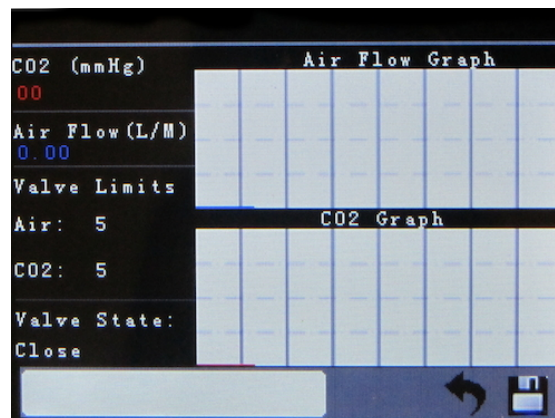 CO2 (mmHg)
00
Air Flow(L/M)
0.00
Valve Limits
Air: 5
CO2: 5
Valve State:
Close
Air Flow Graph
CO2 Graph